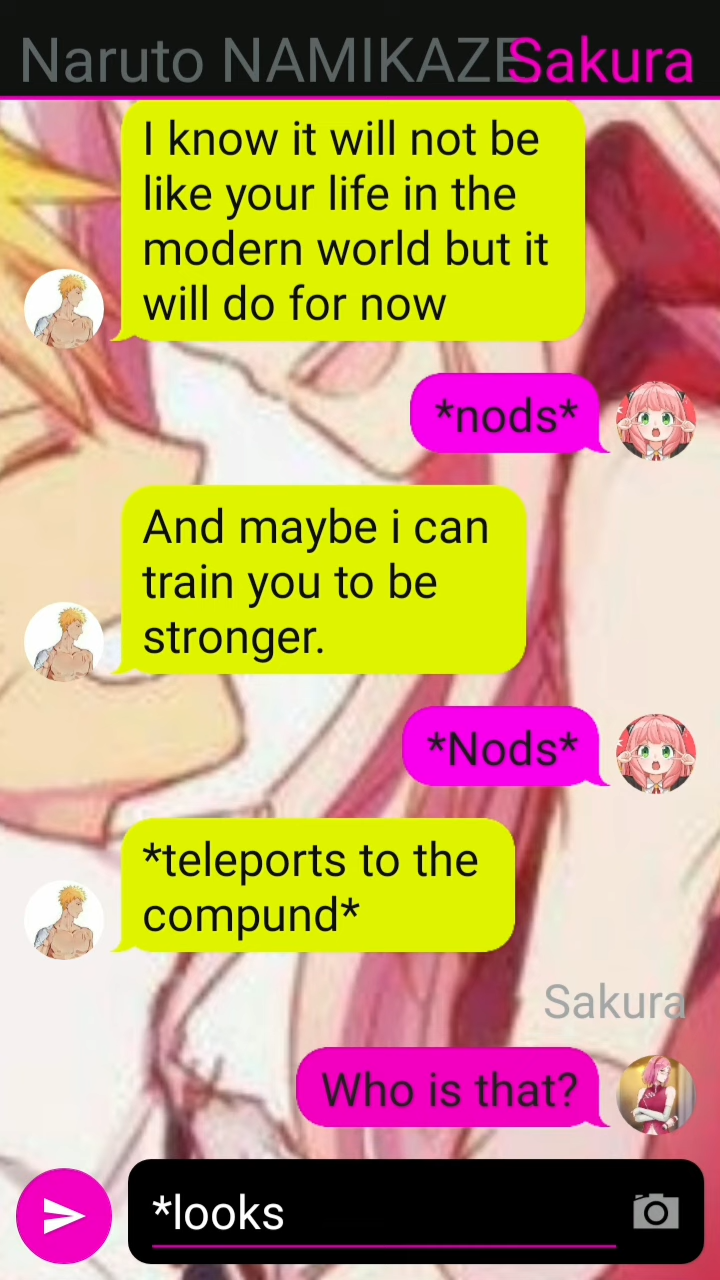 Naruto NAMIKAZE Sakura
I know it will not be
like your life in the
modern world but it
will do for now
*nods*
And maybe i can
train you to be
stronger.
*Nods*
*teleports to the
compund*
Sakura
Who is that?
*looks